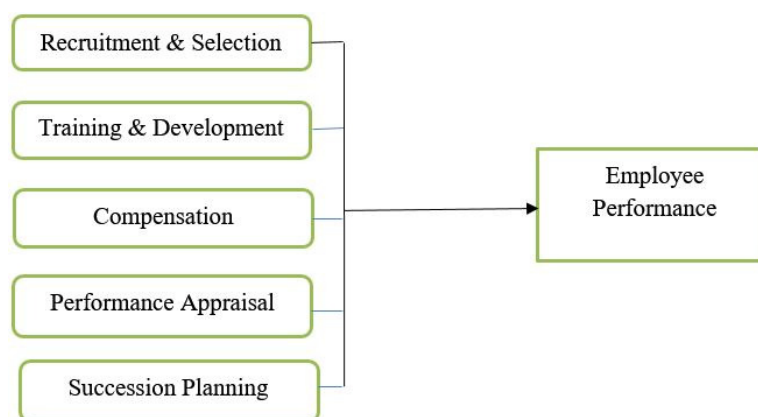 Recruitment & Selection
Training & Development
Compensation
Performance Appraisal
Succession Planning
Employee
Performance